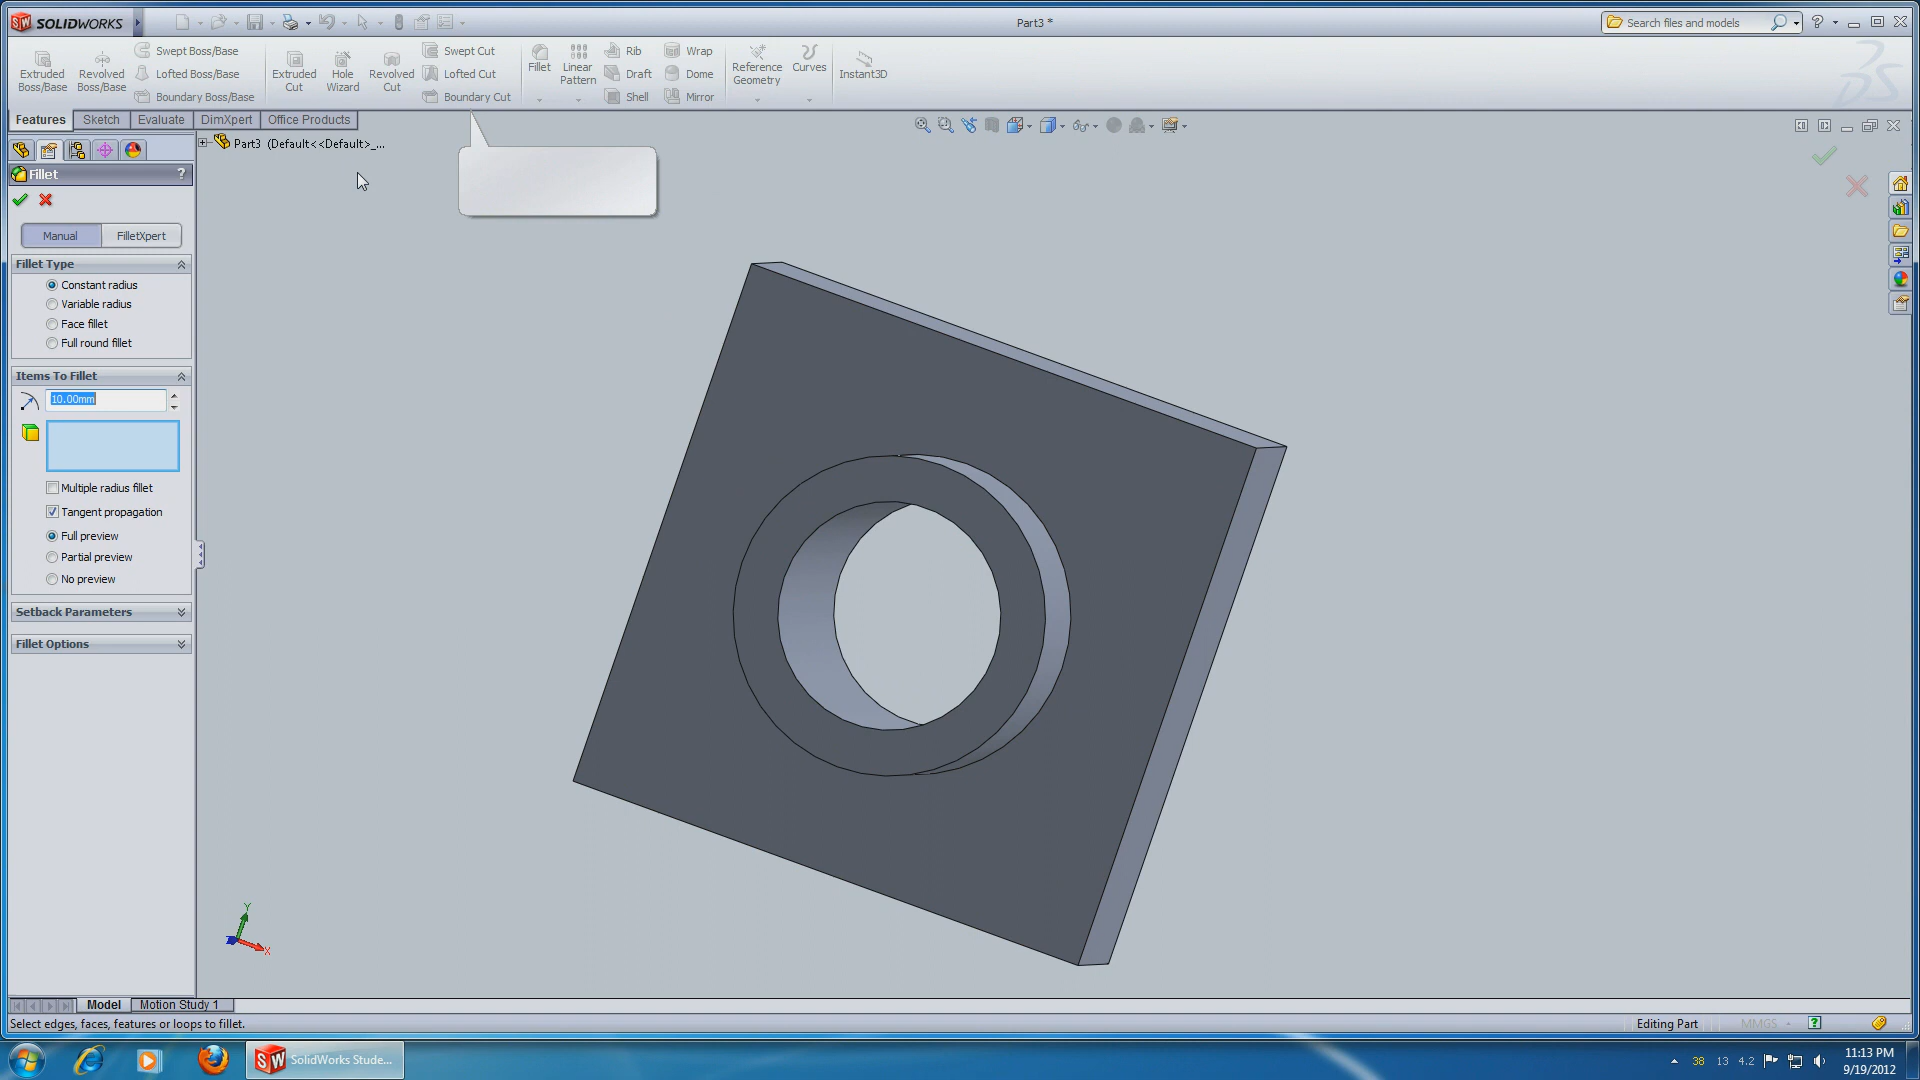 SOLIDWORKS
Part3 *
Search files and models
Extruded Boss/Base
Revolved Boss/Base
Swept Boss/Base
Lofted Boss/Base
Boundary Boss/Base
Extruded Cut
Hole Wizard
Revolved Cut
Swept Cut
Lofted Cut
Boundary Cut
Fillet
Linear Pattern
Rib
Draft
Shell
Wrap
Dome
Mirror
Reference Geometry
Curves
Instant3D
Features
Sketch
Evaluate
DimXpert
Office Products
Part3 (Default<<Default>_...
Fillet
?
Manual
FilletXpert
Fillet Type
Constant radius
Variable radius
Face fillet
Full round fillet
Items To Fillet
10.00mm
Multiple radius fillet
Tangent propagation
Full preview
Partial preview
No preview
Setback Parameters
Fillet Options
Y
X
Model
Motion Study 1
Select edges, faces, features or loops to fillet.
Editing Part
MMGS
SolidWorks Stude...
38
13
4.2
11:13 PM
9/19/2012